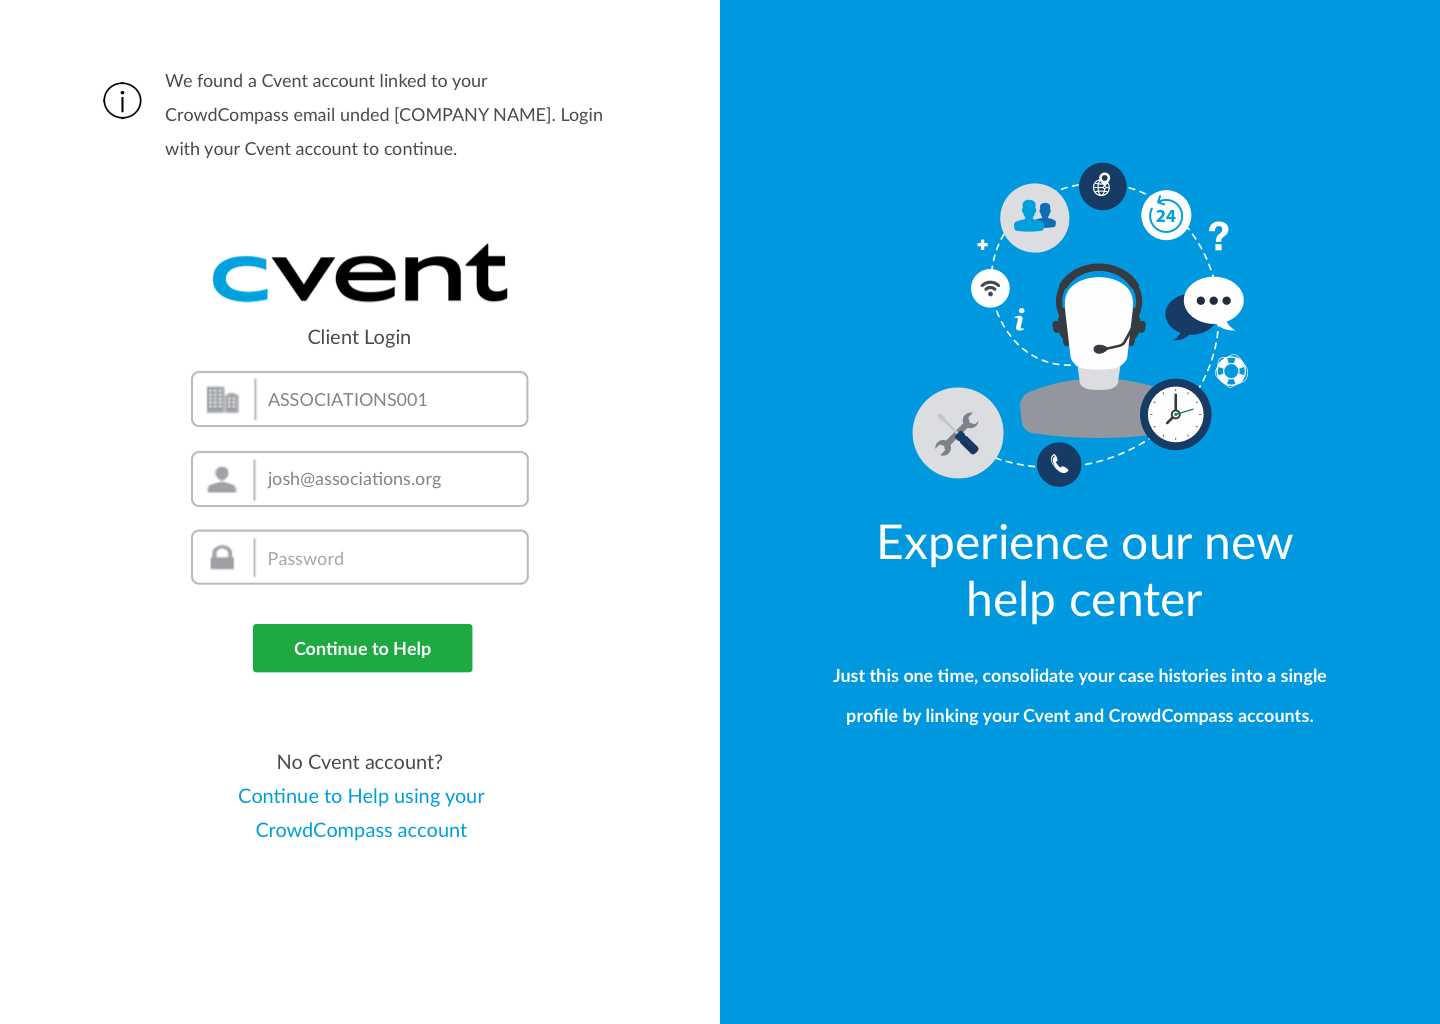 We found a Cvent account linked to your
CrowdCompass email unded [COMPANY NAME]. Login
with your Cvent account to continue.
cvent
Client Login
ASSOCIATIONS001
josh@associations.org
Password
Continue to Help
No Cvent account?
Continue to Help using your
CrowdCompass account
24
?
i
Experience our new
help center
Just this one time, consolidate your case histories into a single
profile by linking your Cvent and CrowdCompass accounts.